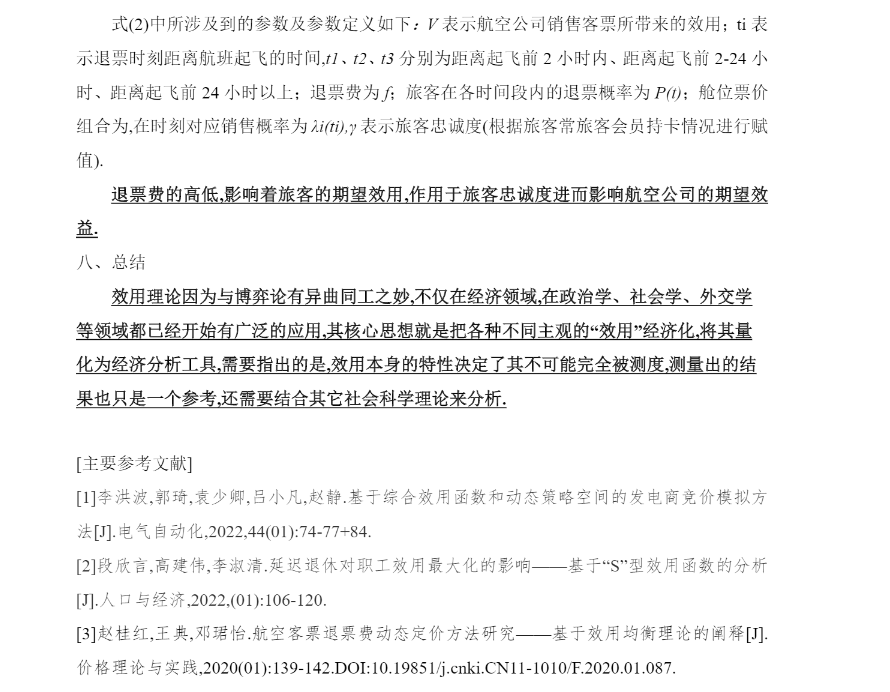 式(2)中所涉及到的参数及参数定义如下：V 表示航空公司销售客票所带来的效用；ti 表
示退票时刻距离航班起飞的时间,t1、t2、t3 分别为距离起飞前 2 小时内、距离起飞前 2-24 小
时、距离起飞前 24 小时以上；退票费为 f；旅客在各时间段内的退票概率为 P(t)；舱位票价
组合为,在时刻对应销售概率为 λi(ti),γ 表示旅客忠诚度(根据旅客常旅客会员持卡情况进行赋
值).
退票费的高低,影响着旅客的期望效用,作用于旅客忠诚度进而影响航空公司的期望效
益.
八、总结
效用理论因为与博弈论有异曲同工之妙,不仅在经济领域,在政治学、社会学、外交学
等领域都已经开始有广泛的应用,其核心思想就是把各种不同主观的“效用”经济化,将其量
化为经济分析工具,需要指出的是,效用本身的特性决定了其不可能完全被测度,测量出的结
果也只是一个参考,还需要结合其它社会科学理论来分析.
[主要参考文献]
[1]李洪波,郭琦,袁少卿,吕小凡,赵静.基于综合效用函数和动态策略空间的发电商竞价模拟方
法[J].电气自动化,2022,44(01):74-77+84.
[2]段欣言,高建伟,李淑清.延迟退休对职工效用最大化的影响——基于“S”型效用函数的分析
[J].人口与经济,2022,(01):106-120.
[3]赵桂红,王典,邓珺怡.航空客票退票费动态定价方法研究——基于效用均衡理论的阐释[J].
价格理论与实践,2020(01):139-142.DOI:10.19851/j.cnki.CN11-1010/F.2020.01.087.